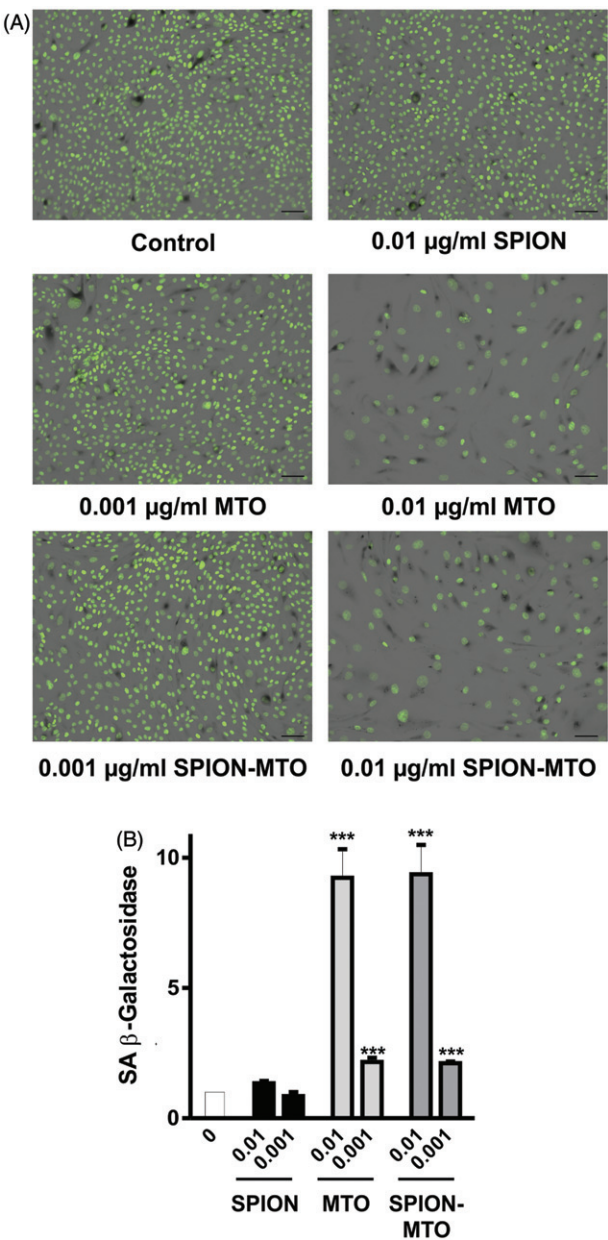 (A)
Control
0.01 µg/ml SPION
0.001 µg/ml MTO
0.01 µg/ml MTO
0.001 µg/ml SPION-MTO
0.01 µg/ml SPION-MTO
(B)
SA β-Galactosidase
10
5
0
***
***
***
***
0
0.01
0.001
0.01
0.001
0.01
0.001
SPION
MTO
SPION-
MTO